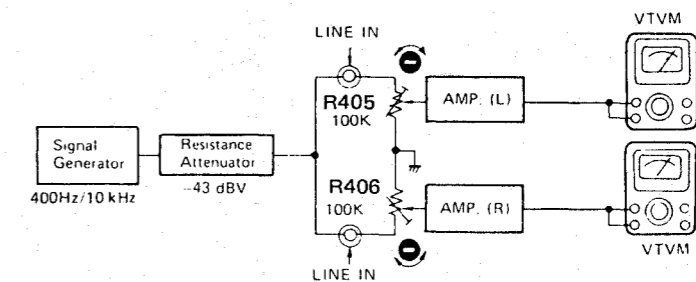 VTVM
LINE IN
R405
100K
AMP. (L)
Signal
Generator
400Hz/10 kHz
Resistance
Attenuator
-43 dBV
R406
100K
AMP. (R)
LINE IN
VTVM